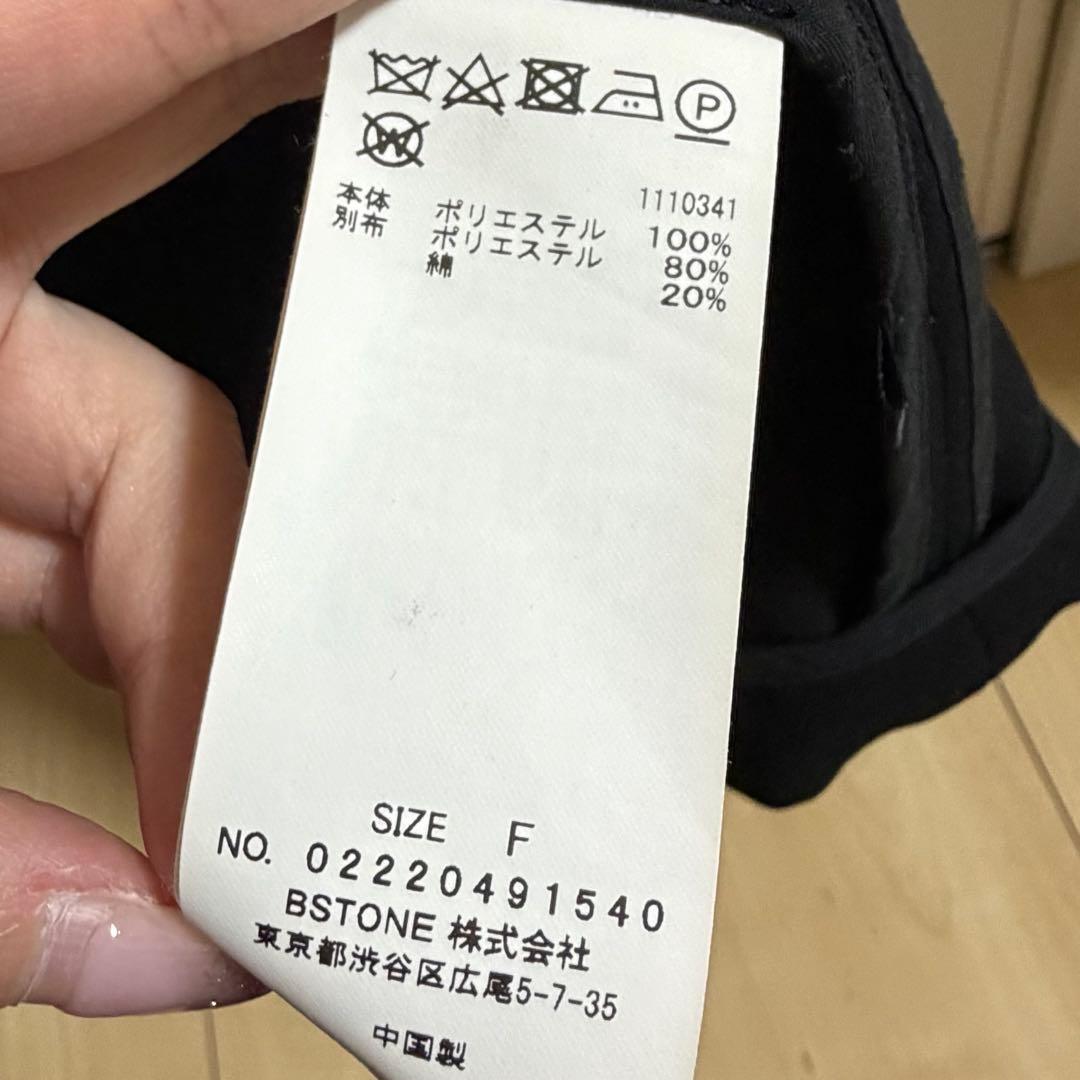 P
W
1110341
本体 ポリエステル 100%
別布 ポリエステル 80%
綿 20%
SIZE F
NO. 02220491540
BSTONE 株式会社
東京都渋谷区広尾5-7-35
中国製